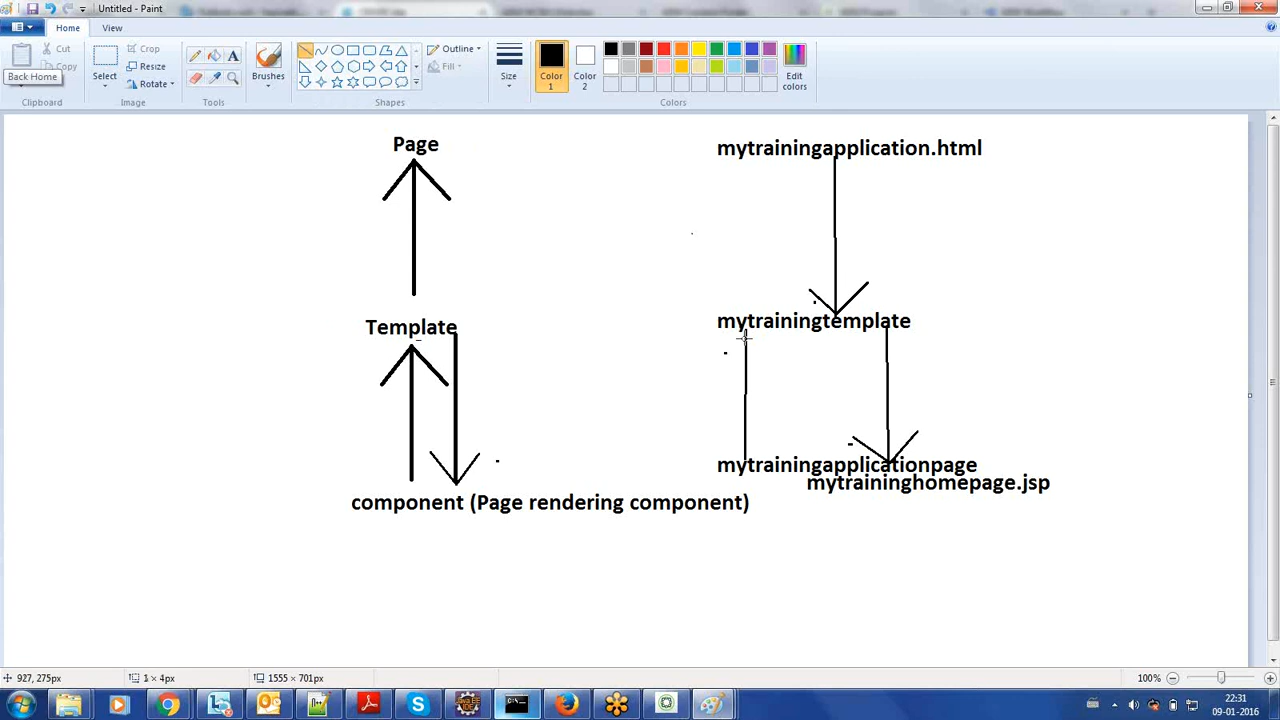 Untitled - Paint
Home
View
Cut
Copy
Back Home
Clipboard
Select
Crop
Resize
Rotate
Image
Tools
Brushes
Shapes
Outline
Fill
Size
Color
1
Color
2
Edit
colors
Colors
Page
mytrainingapplication.html
Template
mytrainingtemplate
mytrainingapplicationpage
mytraininghomepage.jsp
component (Page rendering component)
927, 275px
1 × 4px
1555 × 701px
100%
22:31
09-01-2016